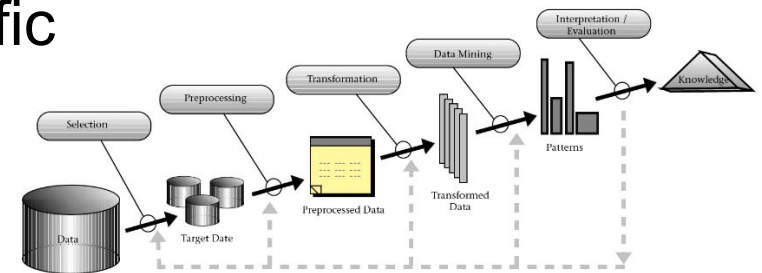 fic
Interpretation /
Evaluation
Data Mining
Transformation
Preprocessing
Selection
Knowledge
Patterns
Transformed
Data
Preprocessed Data
Target Date
Data